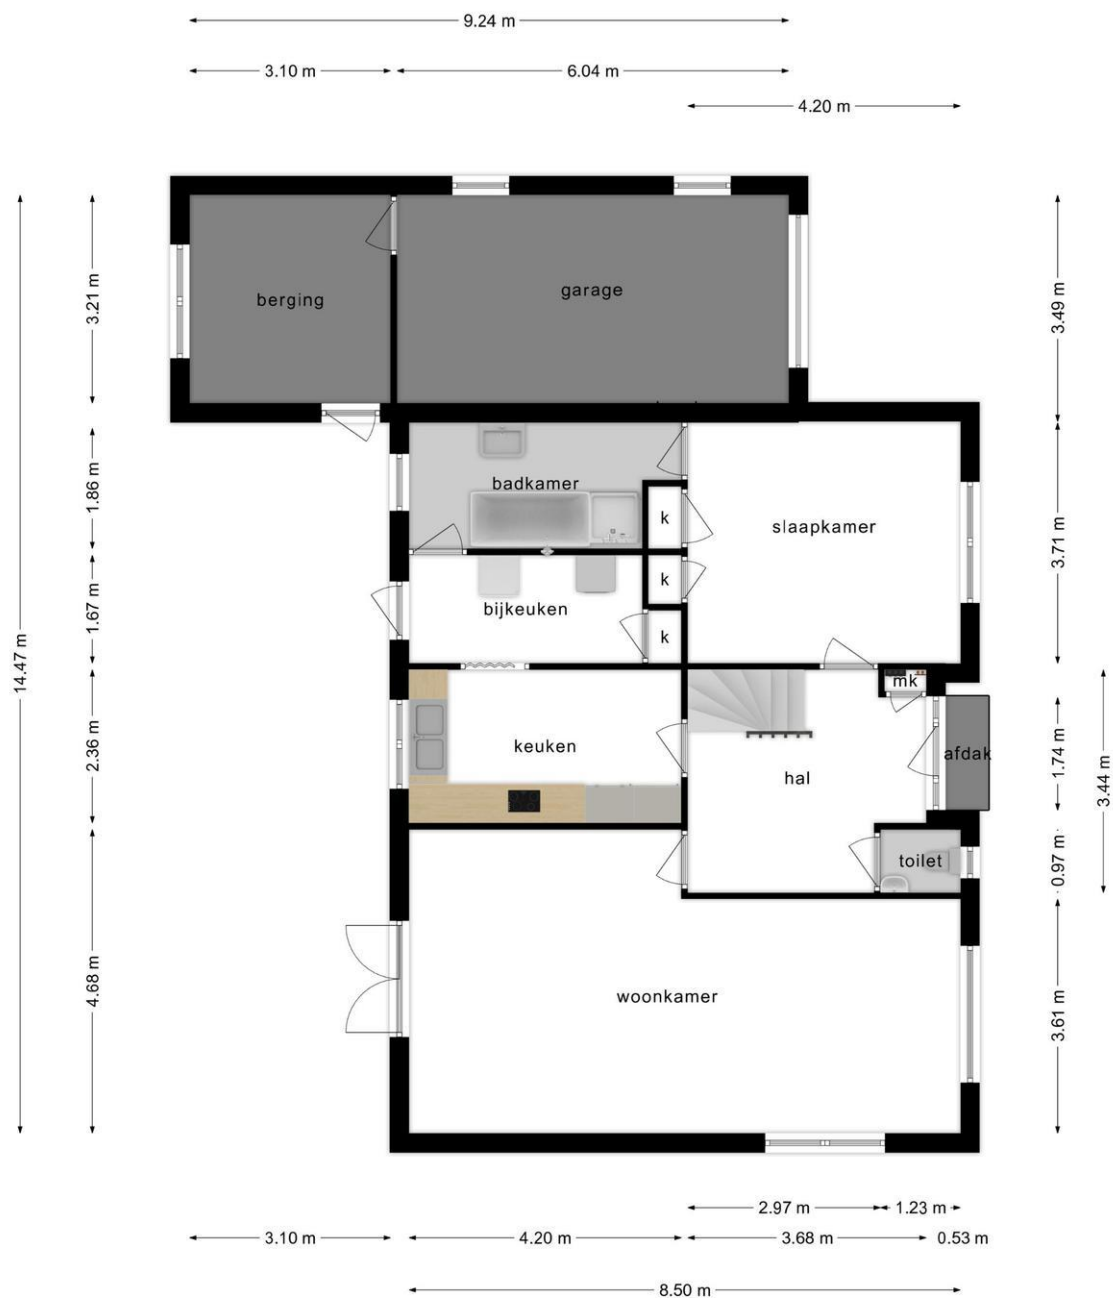 9.24 m
3.10 m
6.04 m
4.20 m
14.47 m
3.21 m
1.86 m
1.67 m
2.36 m
4.68 m
berging
garage
badkamer
k
slaapkamer
k
bijkeuken
k
mk
keuken
hal
afdak
toilet
woonkamer
3.49 m
3.71 m
1.74 m
0.97 m
3.61 m
3.44 m
2.97 m
1.23 m
3.10 m
4.20 m
3.68 m
0.53 m
8.50 m